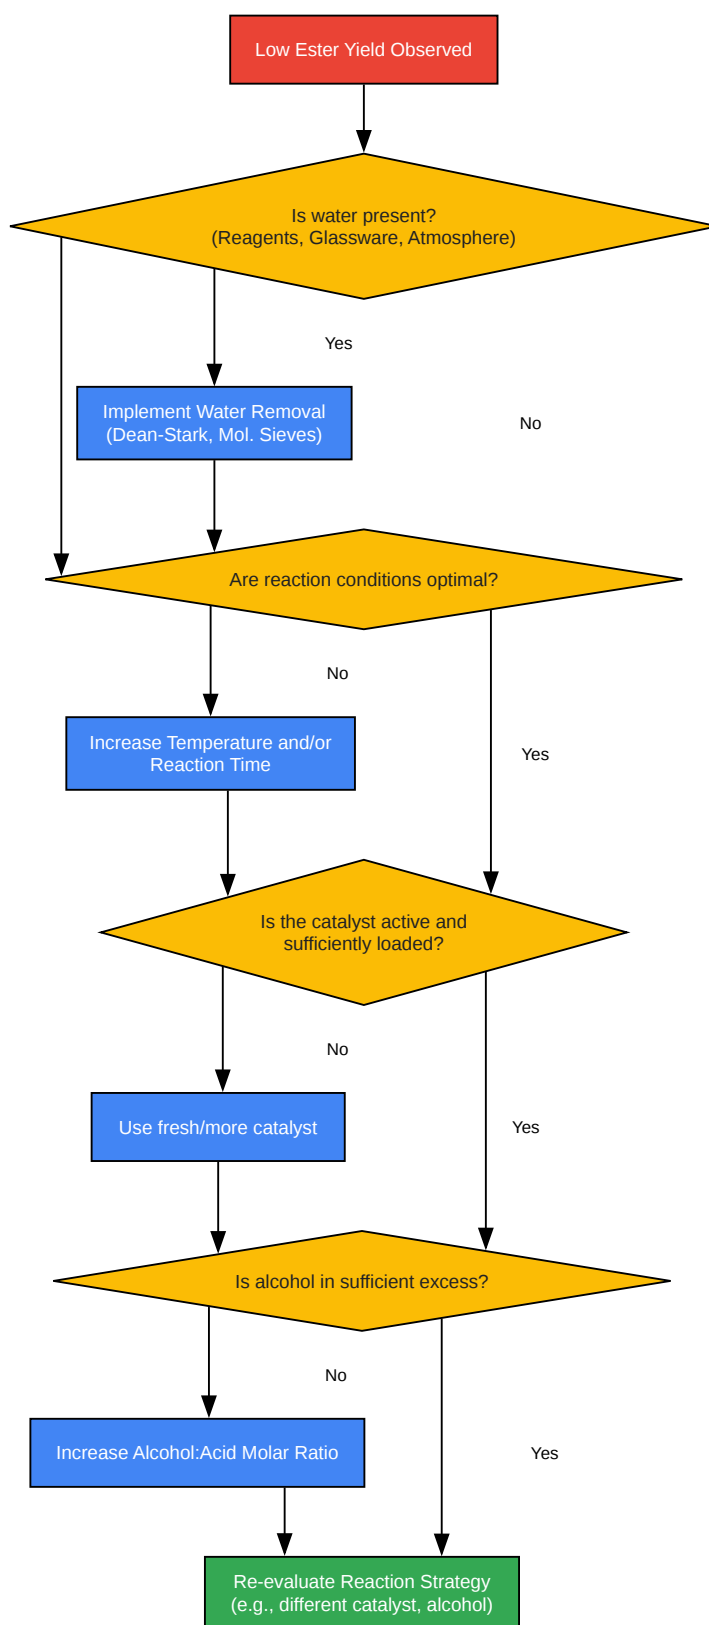 Low Ester Yield Observed
Is water present?
(Reagents, Glassware, Atmosphere)
Yes
Implement Water Removal
(Dean-Stark, Mol. Sieves)
No
Are reaction conditions optimal?
No
Increase Temperature and/or
Reaction Time
Yes
Is the catalyst active and
sufficiently loaded?
No
Use fresh/more catalyst
Yes
Is alcohol in sufficient excess?
No
Increase Alcohol:Acid Molar Ratio
Yes
Re-evaluate Reaction Strategy
(e.g., different catalyst, alcohol)